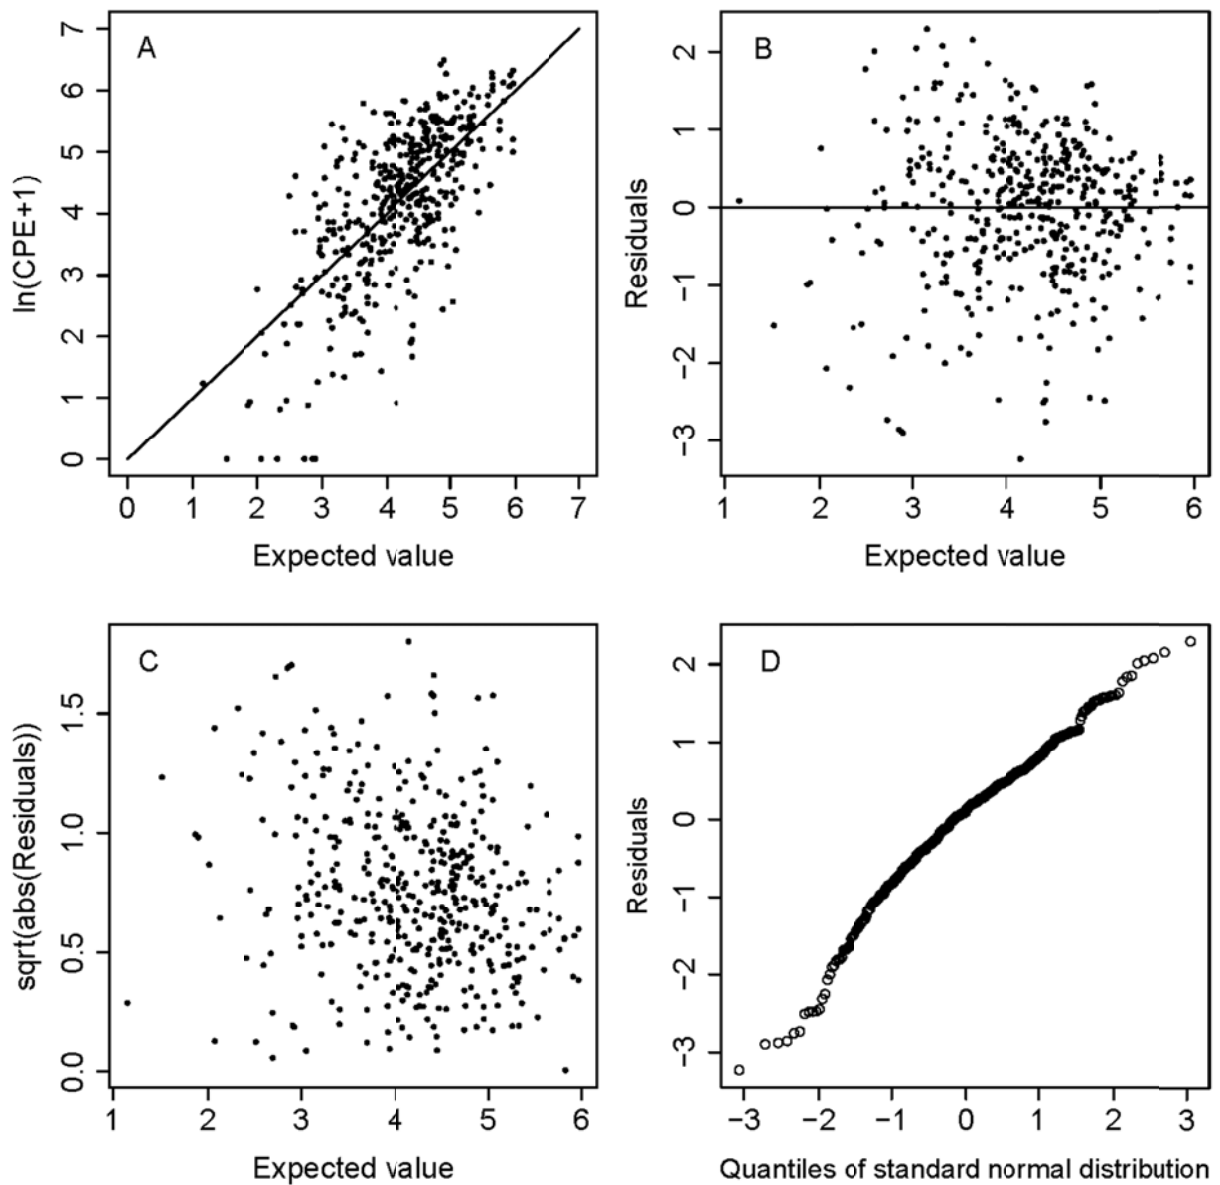 A
ln(CPE+1)
7
6
5
4
3
2
1
0
0 1 2 3 4 5 6 7
Expected value
B
Residuals
2
1
0
−1
−2
−3
1 2 3 4 5 6
Expected value
C
sqrt(abs(Residuals))
1.5
1.0
0.5
0.0
1 2 3 4 5 6
Expected value
D
Residuals
2
1
0
−1
−2
−3
−3 −2 −1 0 1 2 3
Quantiles of standard normal distribution